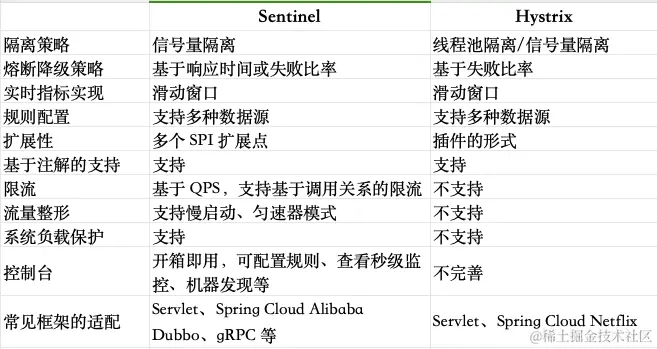 Sentinel Hystrix
隔离策略 信号量隔离 线程池隔离/信号量隔离
熔断降级策略 基于响应时间或失败比率 基于失败比率
实时指标实现 滑动窗口 滑动窗口
规则配置 支持多种数据源 支持多种数据源
扩展性 多个 SPI 扩展点 插件的形式
基于注解的支持 支持 支持
限流 基于 QPS，支持基于调用关系的限流 不支持
流量整形 支持慢启动、匀速器模式 不支持
系统负载保护 支持 不支持
控制台 开箱即用，可配置规则、查看秒级监控、机器发现等 不完善
常见框架的适配 Servlet、Spring Cloud Alibaba Dubbo、gRPC 等 Servlet、Spring Cloud Netflix
@稀土掘金技术社区